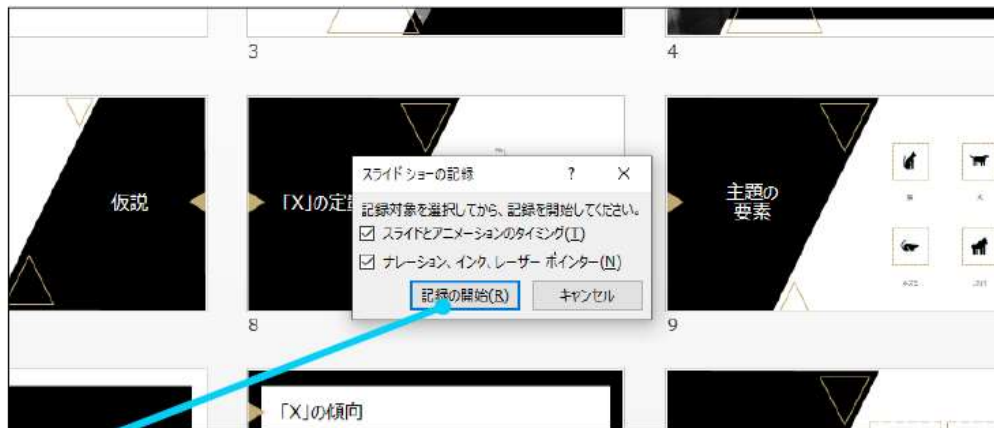 3
4
仮説
「X」の定
主題の
要素
スライド ショーの記録 ? ×
記録対象を選択してから、記録を開始してください。
スライドとアニメーションのタイミング(T)
ナレーション、インク、レーザー ポインター(N)
記録の開始(R) キャンセル
8
9
「X」の傾向